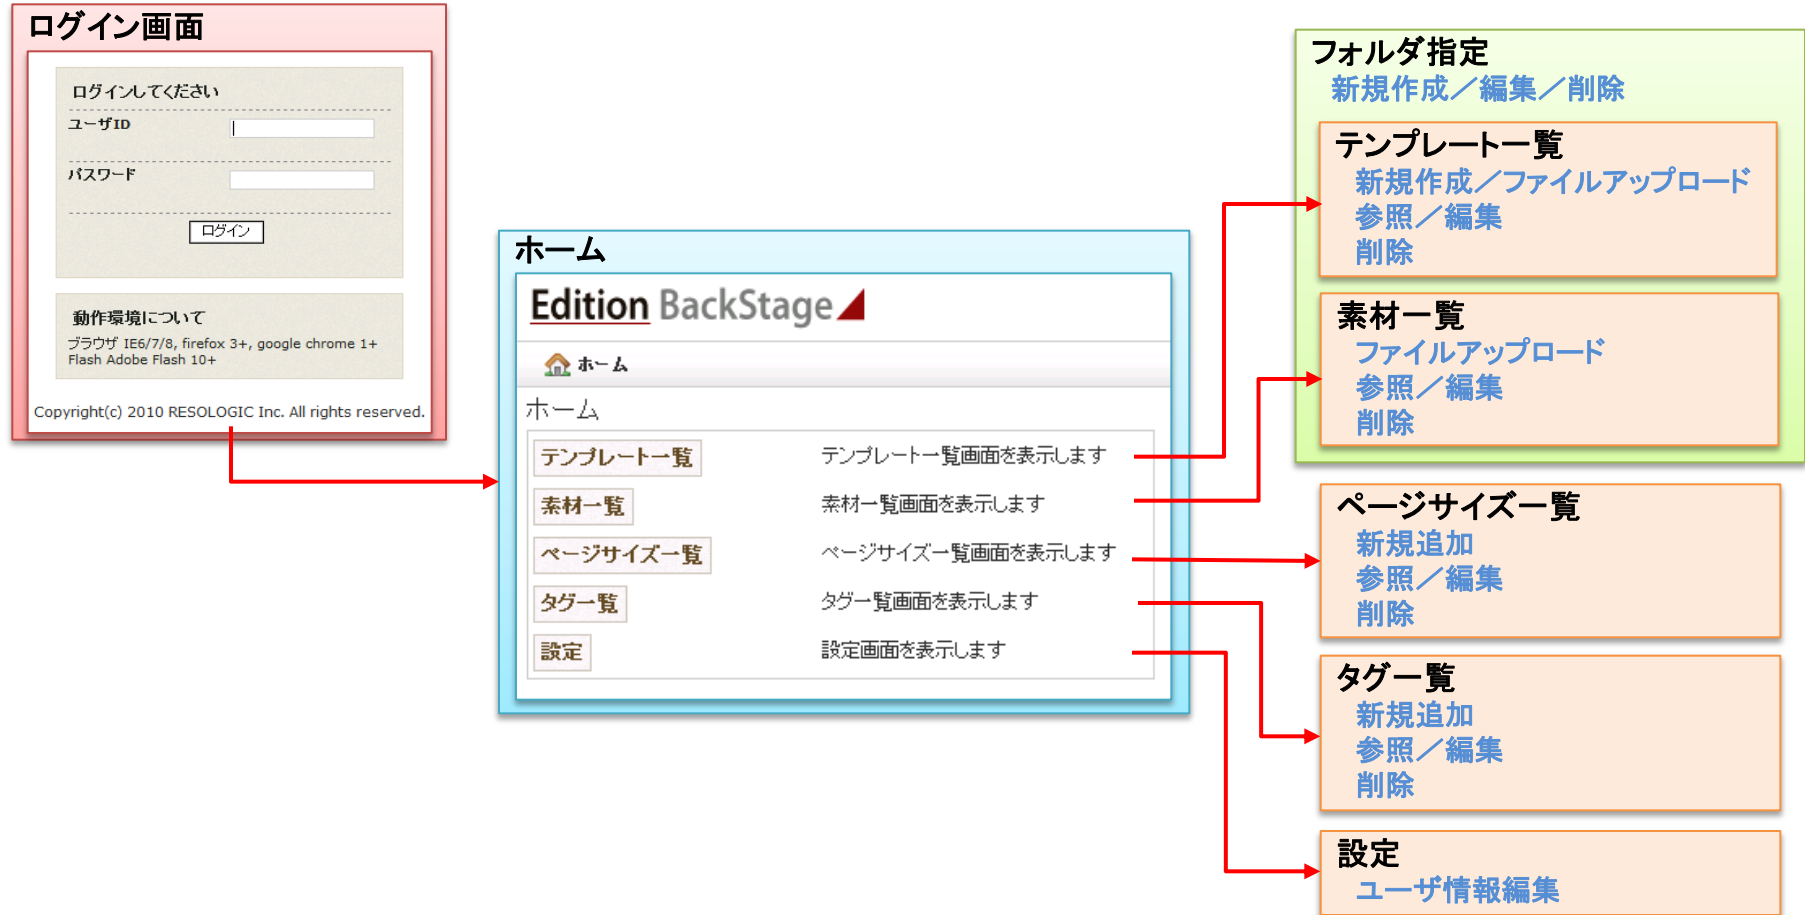 ログイン画面
ログインしてください
ユーザID
パスワード
ログイン
動作環境について
ブラウザ IE6/7/8, firefox 3+, google chrome 1+
Flash Adobe Flash 10+
Copyright(c) 2010 RESOLOGIC Inc. All rights reserved.
ホーム
Edition BackStage
ホーム
ホーム
テンプレート一覧 テンプレート一覧画面を表示します
素材一覧 素材一覧画面を表示します
ページサイズ一覧 ページサイズ一覧画面を表示します
タグ一覧 タグ一覧画面を表示します
設定 設定画面を表示します
フォルダ指定
新規作成／編集／削除
テンプレート一覧
新規作成／ファイルアップロード
参照／編集
削除
素材一覧
ファイルアップロード
参照／編集
削除
ページサイズ一覧
新規追加
参照／編集
削除
タグ一覧
新規追加
参照／編集
削除
設定
ユーザ情報編集